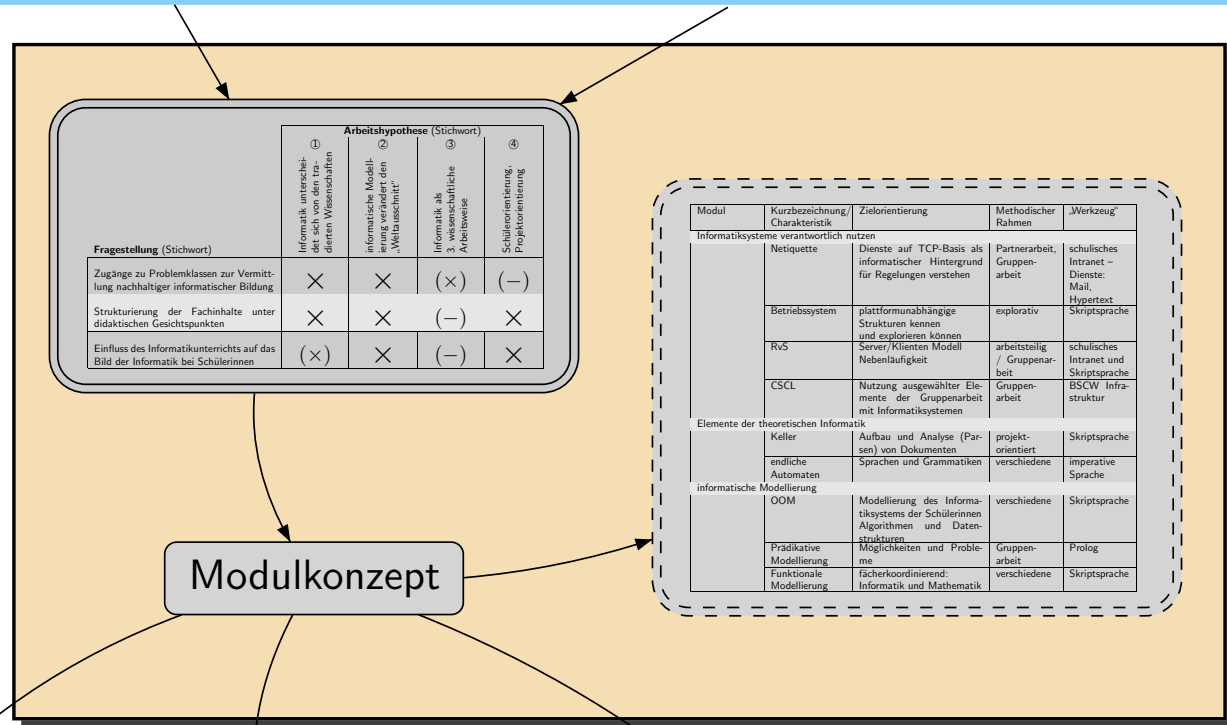 Arbeitshypothese (Stichwort)
① ② ③ ④
Informatik unterschei-
det sich von den tra-
dierten Wissenschaften
informatische Modell-
ierung verändert den
„Weltausschnitt“
Informatik als
3. wissenschaftliche
Arbeitsweise
Schülerorientierung,
Projektorientierung
Fragestellung (Stichwort)
Zugänge zu Problemklassen zur Vermitt-
lung nachhaltiger informatischer Bildung
× × (×) (−)
Strukturierung der Fachinhalte unter
didaktischen Gesichtspunkten
× × (−) ×
Einfluss des Informatikunterrichts auf das
Bild der Informatik bei Schülerinnen
(×) × (−) ×
Modulkonzept
Modul Kurzbezeichnung/ Zielorientierung Methodischer „Werkzeug“
Charakteristik Rahmen
Informatiksysteme verantwortlich nutzen
Netiquette Dienste auf TCP-Basis als Partnerarbeit, schulisches
informatischer Hintergrund Gruppen- Intranet –
für Regelungen verstehen arbeit Dienste:
Mail,
Hypertext
Betriebssystem plattformunabhängige explorativ Skriptsprache
Strukturen kennen
und explorieren können
RvS Server/Klienten Modell arbeitsteilig schulisches
Nebenläufigkeit / Gruppenar- Intranet und
beit Skriptsprache
CSCL Nutzung ausgewählter Ele- Gruppen- BSCW Infra-
mente der Gruppenarbeit arbeit struktur
mit Informatiksystemen
Elemente der theoretischen Informatik
Keller Aufbau und Analyse (Par- projekt- Skriptsprache
sen) von Dokumenten orientiert
endliche Sprachen und Grammatiken verschiedene imperative
Automaten Sprache
informatische Modellierung
OOM Modellierung des Informa- verschiedene Skriptsprache
tiksystems der Schülerinnen
Algorithmen und Daten-
strukturen
Prädikative Möglichkeiten und Proble- Gruppen- Prolog
Modellierung me arbeit
Funktionale fächerkoordinierend: verschiedene Skriptsprache
Modellierung Informatik und Mathematik